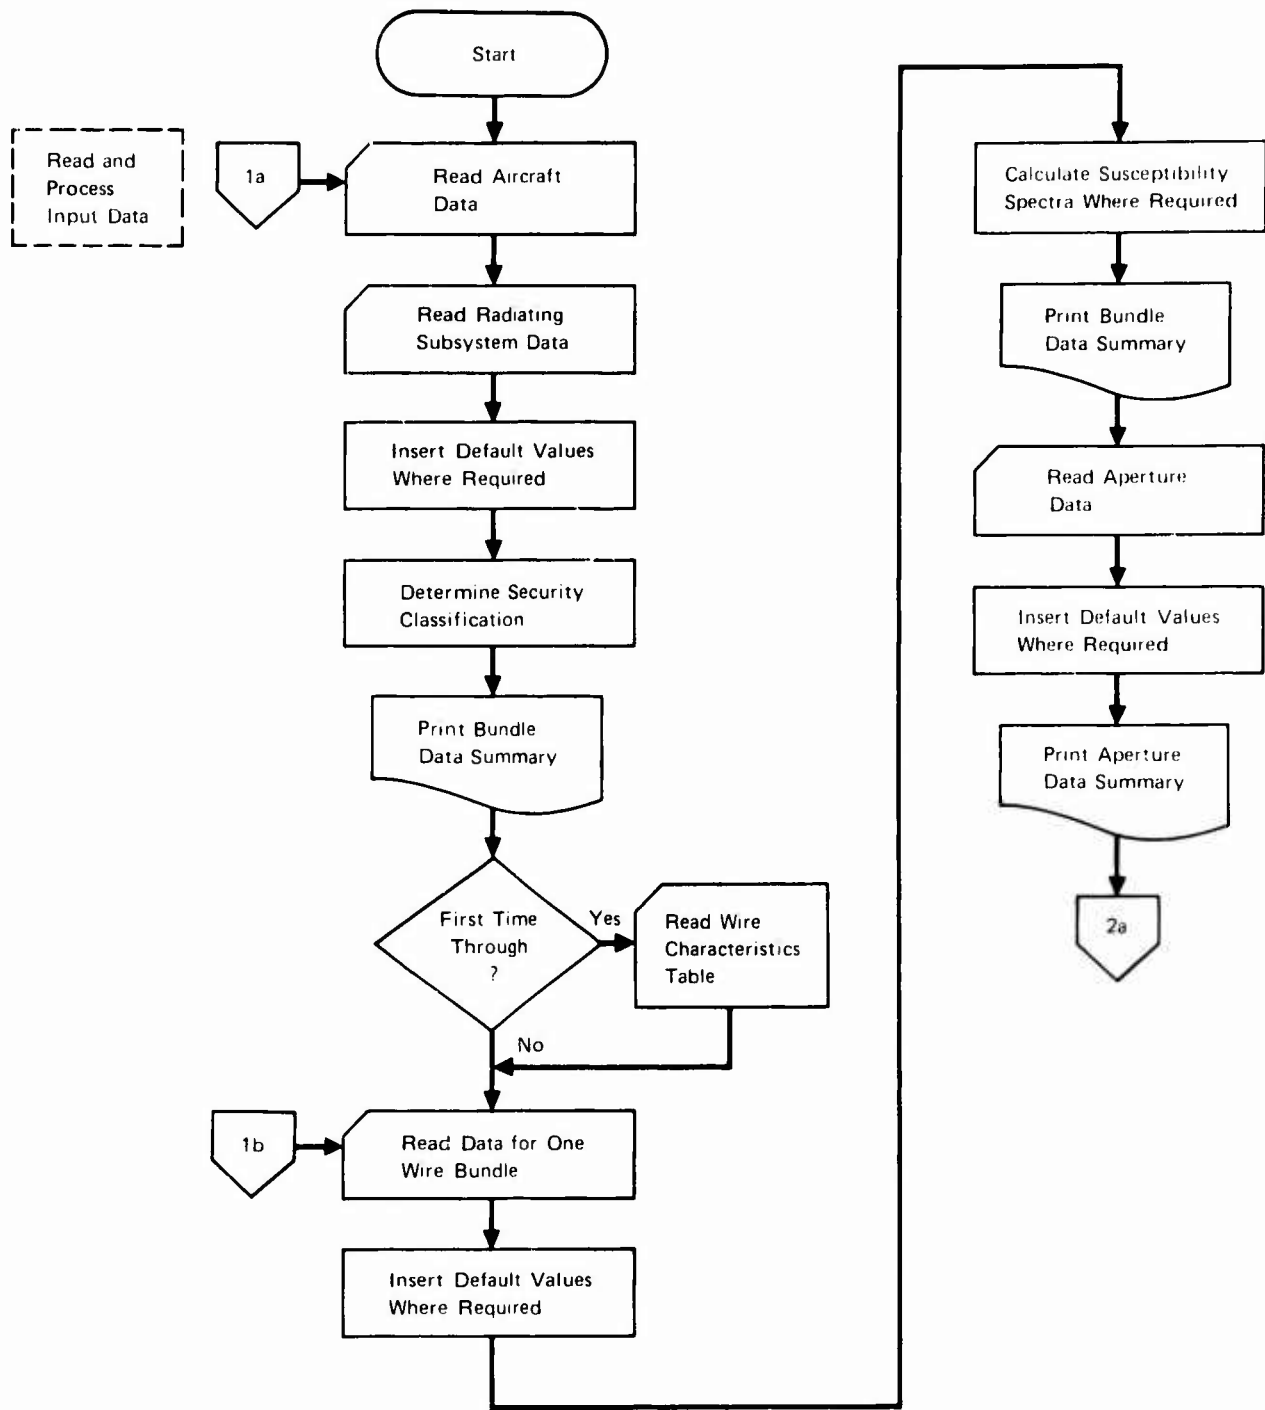 Start
Read and
Process
Input Data
1a
Read Aircraft
Data
Read Radiating
Subsystem Data
Insert Default Values
Where Required
Determine Security
Classification
Print Bundle
Data Summary
First Time
Through
?
Yes
Read Wire
Characteristics
Table
No
1b
Read Data for One
Wire Bundle
Insert Default Values
Where Required
Calculate Susceptibility
Spectra Where Required
Print Bundle
Data Summary
Read Aperture
Data
Insert Default Values
Where Required
Print Aperture
Data Summary
2a